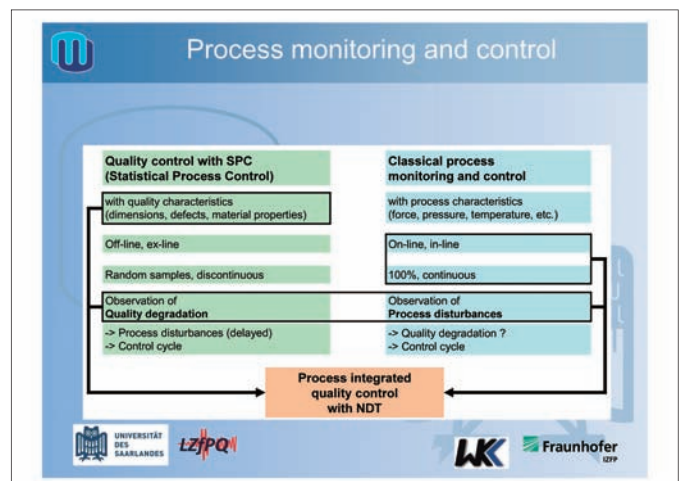 Process monitoring and control
Quality control with SPC
(Statistical Process Control)
with quality characteristics
(dimensions, defects, material properties)
Off-line, ex-line
Random samples, discontinuous
Observation of
Quality degradation
-> Process disturbances (delayed)
-> Control cycle
Classical process
monitoring and control
with process characteristics
(force, pressure, temperature, etc.)
On-line, in-line
100%, continuous
Observation of
Process disturbances
-> Quality degradation ?
-> Control cycle
Process integrated
quality control
with NDT
UNIVERSITÄT
DES
SAARLANDES
LZfPQ
WKK
Fraunhofer
IZFP